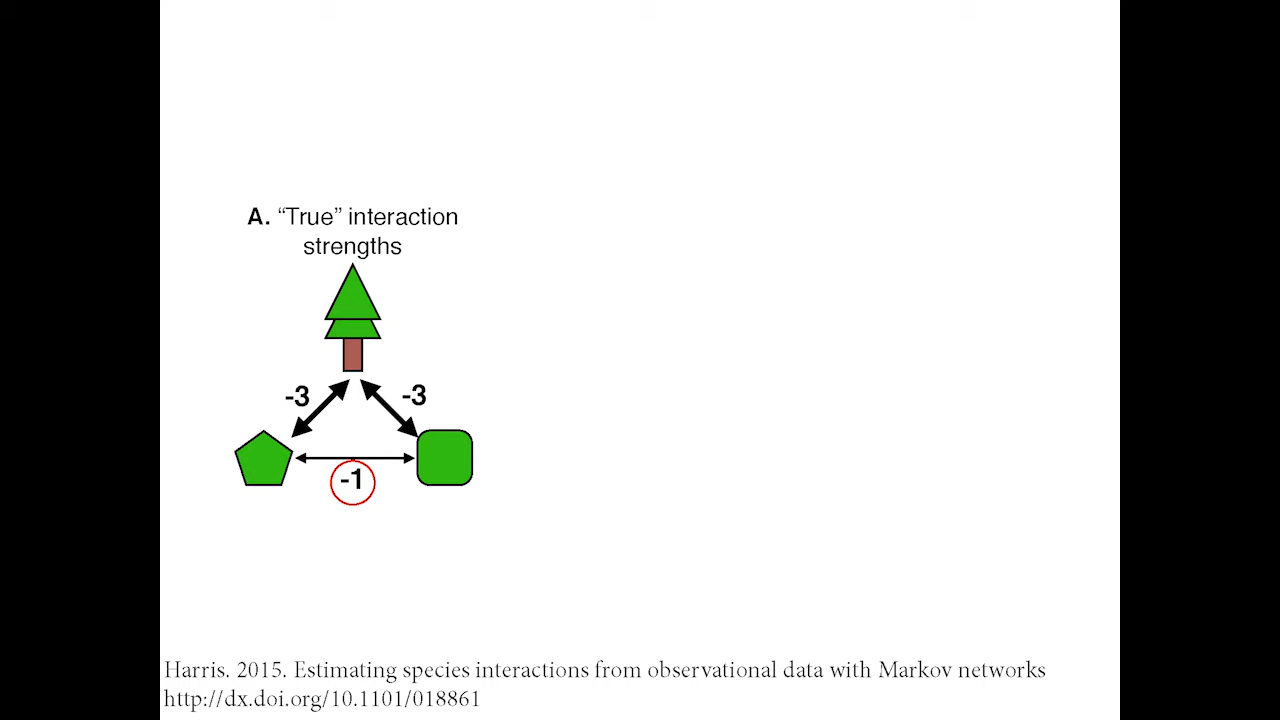 A. “True” interaction
strengths
-3
-3
-1
Harris. 2015. Estimating species interactions from observational data with Markov networks
http://dx.doi.org/10.1101/018861